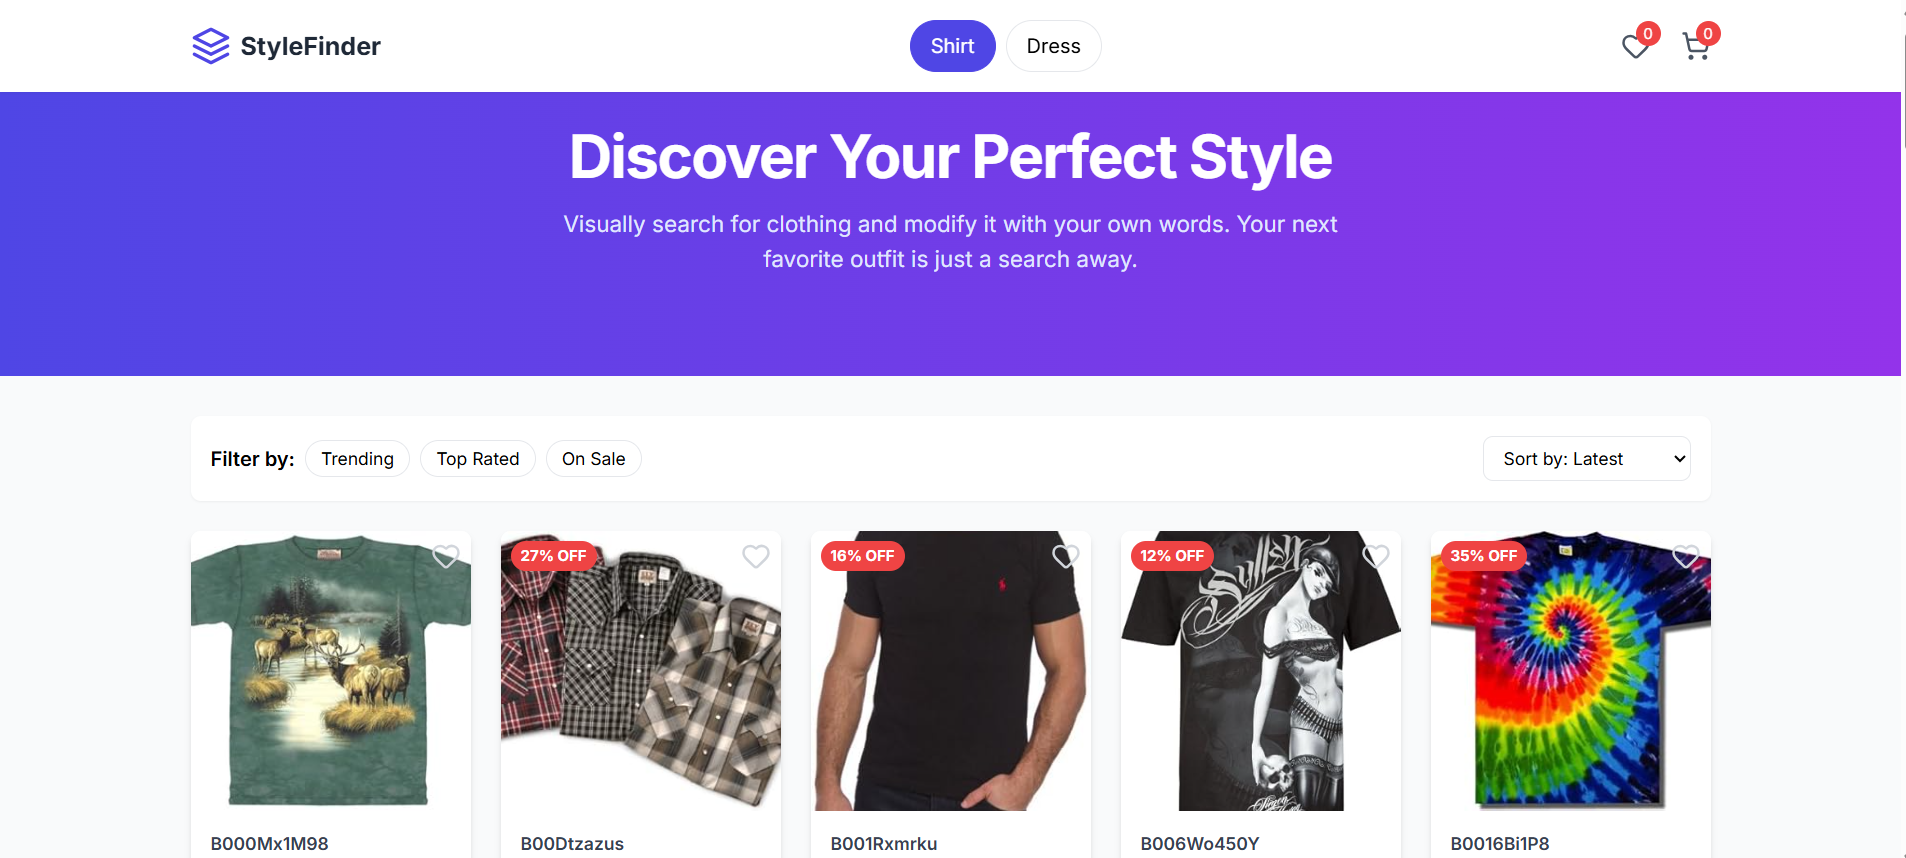 StyleFinder
Shirt
Dress
0
0
Discover Your Perfect Style
Visually search for clothing and modify it with your own words. Your next
favorite outfit is just a search away.
Filter by:
Trending
Top Rated
On Sale
Sort by: Latest
27% OFF
16% OFF
12% OFF
35% OFF
Sullen
B000Mx1M98
B00Dtzazus
B001Rxmrku
B006Wo450Y
B0016Bi1P8